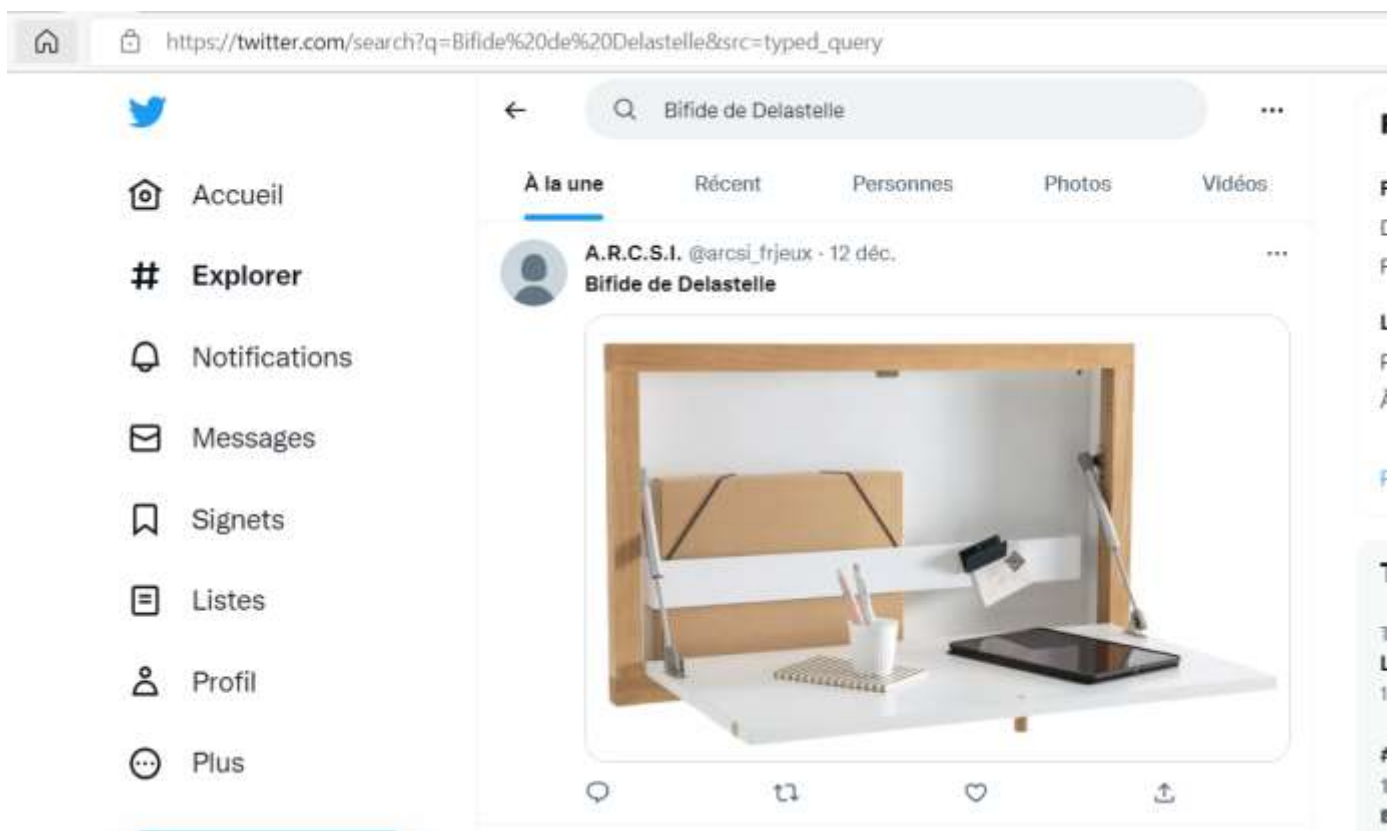 https://twitter.com/search?q=Bifide%20de%20Delastelle&src=typed_query
Bifide de Delastelle
À la une Récent Personnes Photos Vidéos
Accueil
Explorer
Notifications
Messages
Signets
Listes
Profil
Plus
A.R.C.S.I. @arcsi_frjeux · 12 déc.
Bifide de Delastelle